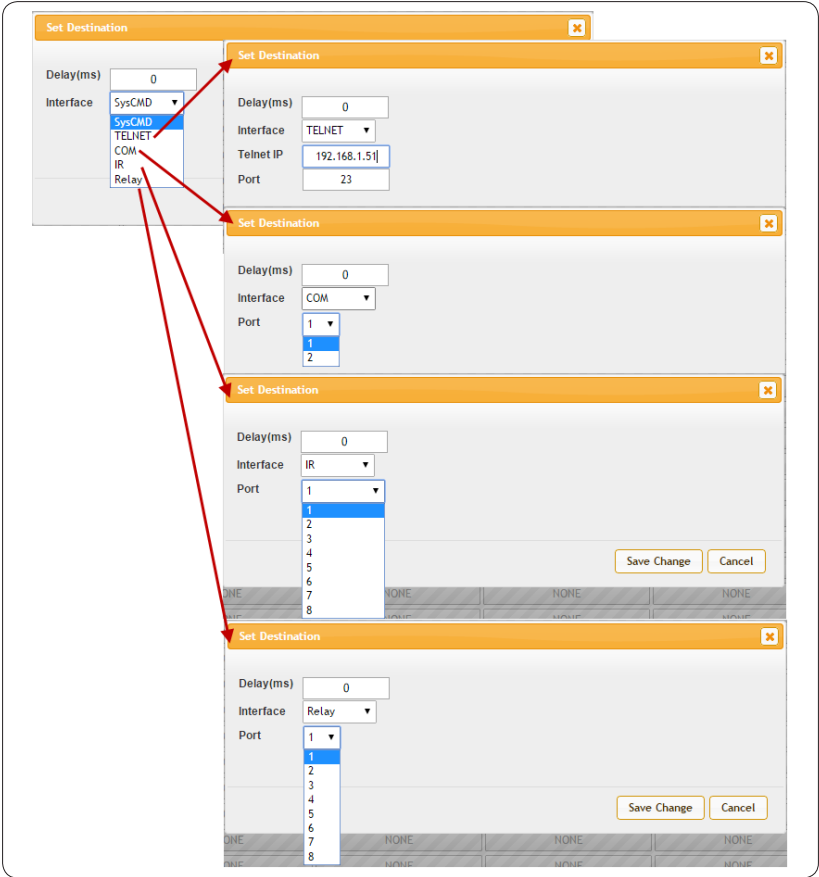 Set Destination
Delay(ms) 0
Interface SysCMD
SysCMD
TELNET
COM
IR
Relay
Set Destination
Delay(ms) 0
Interface TELNET
Telnet IP 192.168.1.51
Port 23
Set Destination
Delay(ms) 0
Interface COM
Port 1
1
2
Set Destination
Delay(ms) 0
Interface IR
Port 1
1
2
3
4
5
6
7
8
Save Change Cancel
ONE NONE NONE NONE
Set Destination
Delay(ms) 0
Interface Relay
Port 1
1
2
3
4
5
6
7
8
Save Change Cancel
ONE NONE NONE NONE